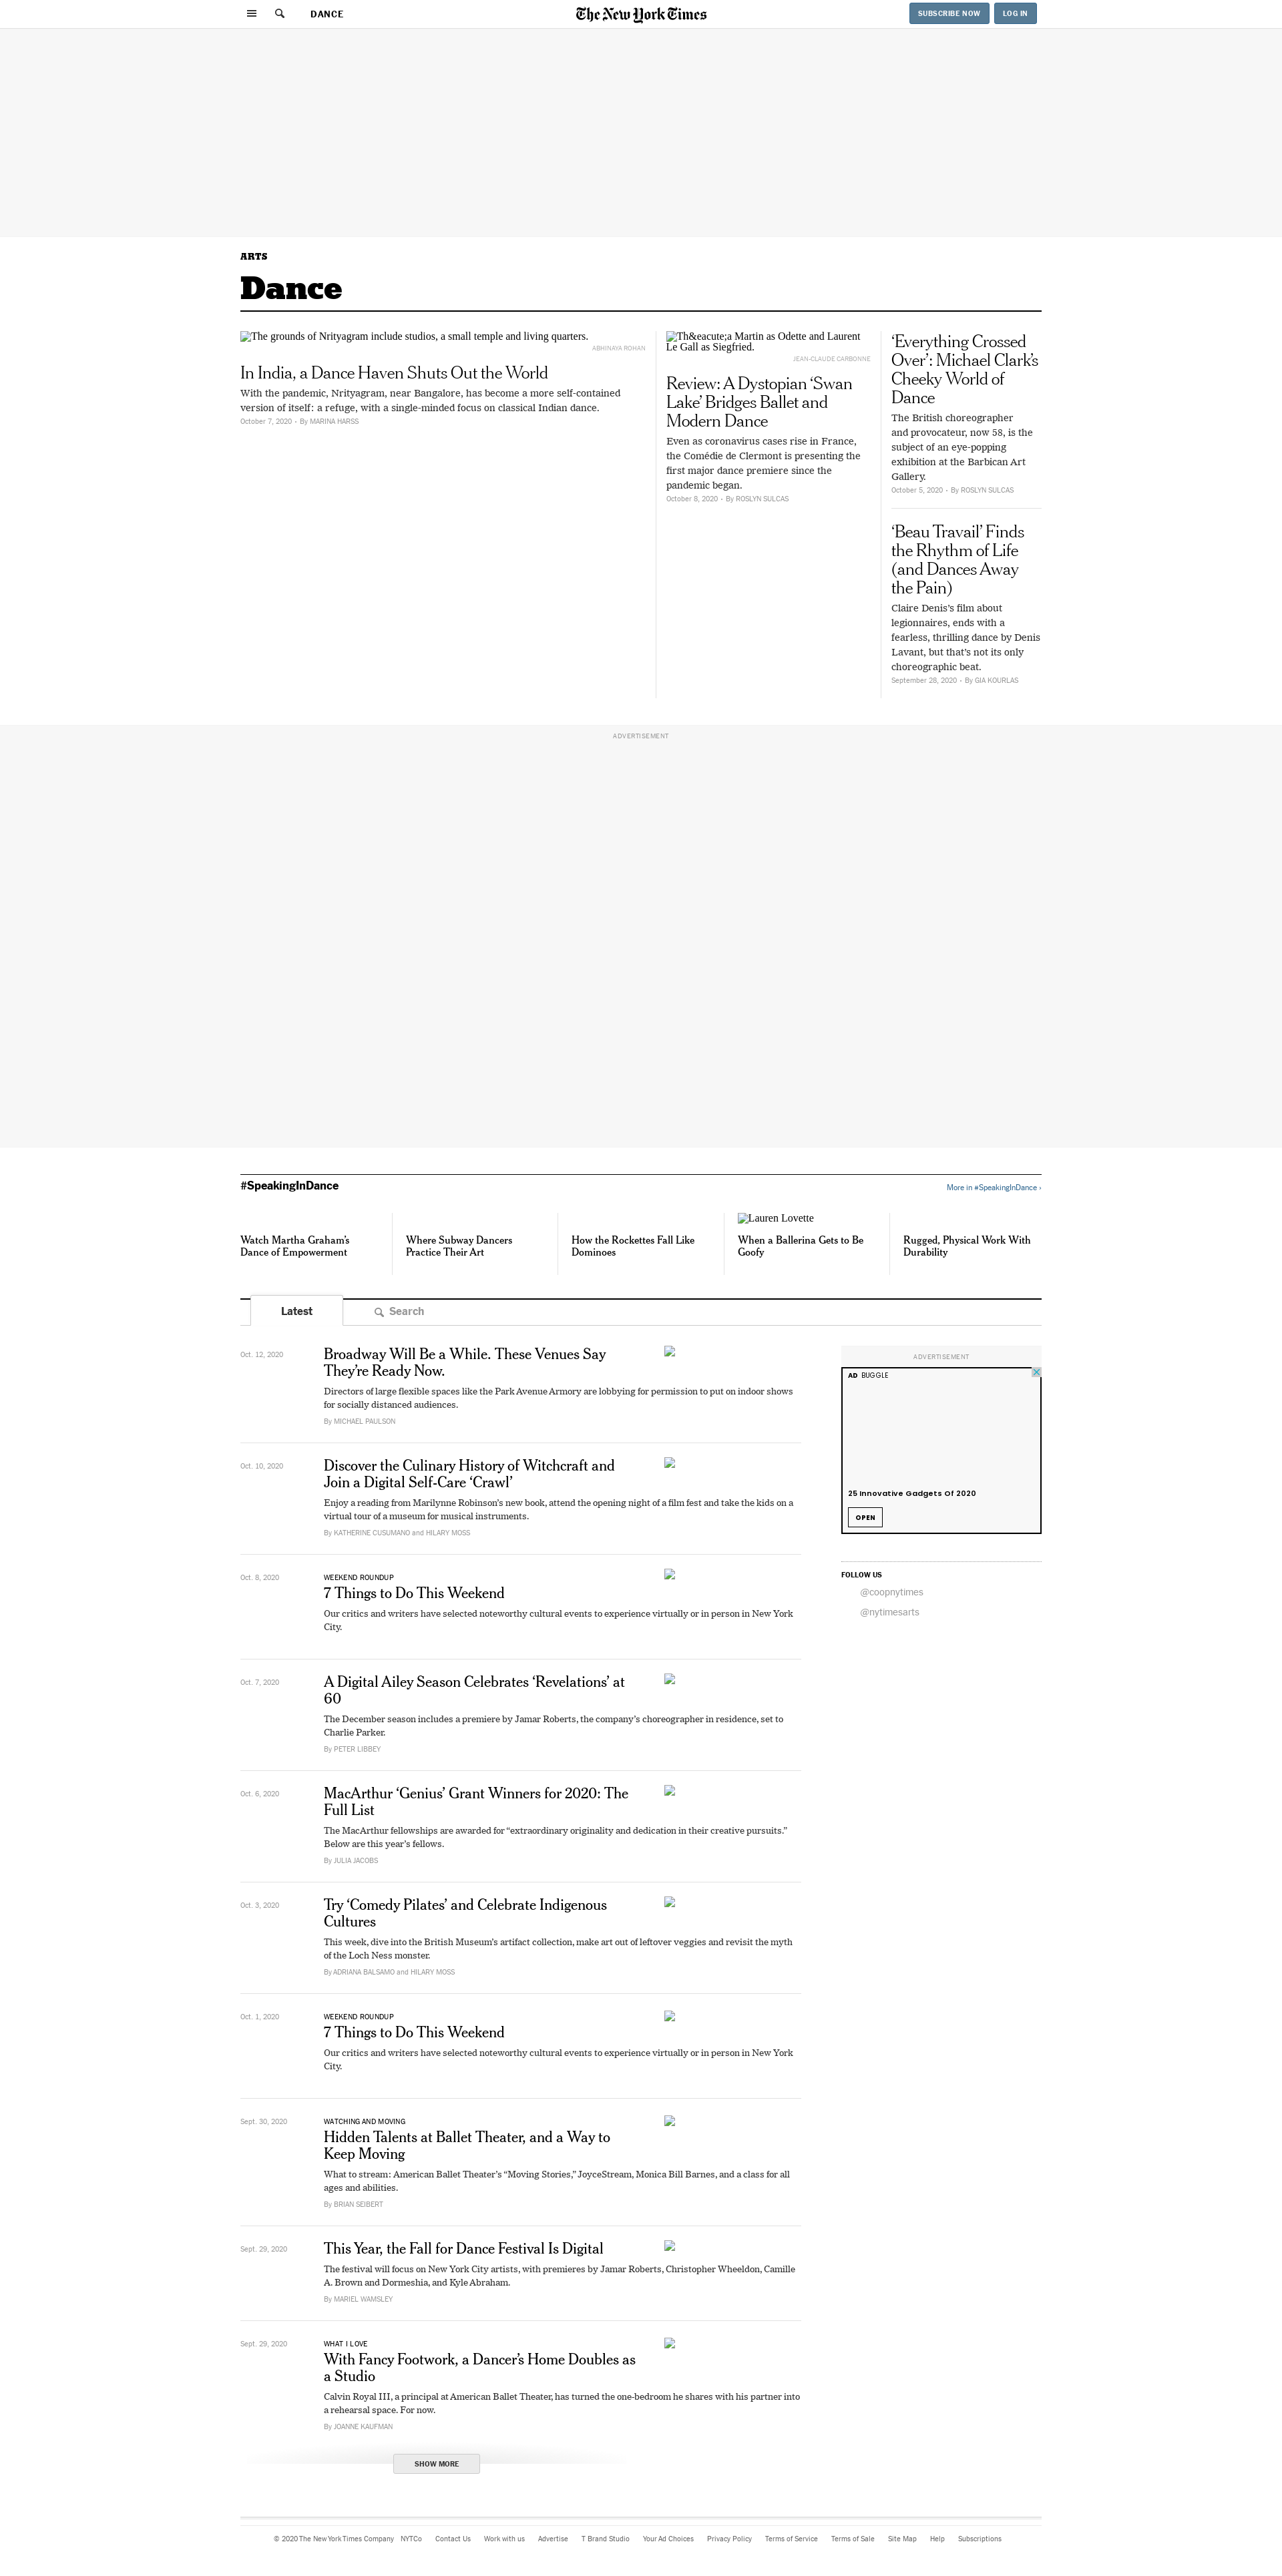 DANCE
The New York Times
SUBSCRIBE NOW
LOG IN
ARTS
Dance
The grounds of Nrityagram include studios, a small temple and living quarters.
ABHINAYA ROHAN
In India, a Dance Haven Shuts Out the World
With the pandemic, Nrityagram, near Bangalore, has become a more self-contained
version of itself: a refuge, with a single-minded focus on classical Indian dance.
October 7, 2020 • By MARINA HARSS
Th&eacute;a Martin as Odette and Laurent
Le Gall as Siegfried.
JEAN-CLAUDE CARBONNE
Review: A Dystopian ‘Swan
Lake’ Bridges Ballet and
Modern Dance
Even as coronavirus cases rise in France,
the Comédie de Clermont is presenting the
first major dance premiere since the
pandemic began.
October 8, 2020 • By ROSLYN SULCAS
‘Everything Crossed
Over’: Michael Clark’s
Cheeky World of
Dance
The British choreographer
and provocateur, now 58, is the
subject of an eye-popping
exhibition at the Barbican Art
Gallery.
October 5, 2020 • By ROSLYN SULCAS
‘Beau Travail’ Finds
the Rhythm of Life
(and Dances Away
the Pain)
Claire Denis’s film about
legionnaires, ends with a
fearless, thrilling dance by Denis
Lavant, but that’s not its only
choreographic beat.
September 28, 2020 • By GIA KOURLAS
ADVERTISEMENT
#SpeakingInDance
More in #SpeakingInDance ›
Watch Martha Graham’s
Dance of Empowerment
Where Subway Dancers
Practice Their Art
How the Rockettes Fall Like
Dominoes
Lauren Lovette
When a Ballerina Gets to Be
Goofy
Rugged, Physical Work With
Durability
Latest
Search
Oct. 12, 2020
Broadway Will Be a While. These Venues Say
They’re Ready Now.
Directors of large flexible spaces like the Park Avenue Armory are lobbying for permission to put on indoor shows
for socially distanced audiences.
By MICHAEL PAULSON
Oct. 10, 2020
Discover the Culinary History of Witchcraft and
Join a Digital Self-Care ‘Crawl’
Enjoy a reading from Marilynne Robinson’s new book, attend the opening night of a film fest and take the kids on a
virtual tour of a museum for musical instruments.
By KATHERINE CUSUMANO and HILARY MOSS
Oct. 8, 2020
WEEKEND ROUNDUP
7 Things to Do This Weekend
Our critics and writers have selected noteworthy cultural events to experience virtually or in person in New York
City.
Oct. 7, 2020
A Digital Ailey Season Celebrates ‘Revelations’ at
60
The December season includes a premiere by Jamar Roberts, the company’s choreographer in residence, set to
Charlie Parker.
By PETER LIBBEY
Oct. 6, 2020
MacArthur ‘Genius’ Grant Winners for 2020: The
Full List
The MacArthur fellowships are awarded for “extraordinary originality and dedication in their creative pursuits.”
Below are this year’s fellows.
By JULIA JACOBS
Oct. 3, 2020
Try ‘Comedy Pilates’ and Celebrate Indigenous
Cultures
This week, dive into the British Museum’s artifact collection, make art out of leftover veggies and revisit the myth
of the Loch Ness monster.
By ADRIANA BALSAMO and HILARY MOSS
Oct. 1, 2020
WEEKEND ROUNDUP
7 Things to Do This Weekend
Our critics and writers have selected noteworthy cultural events to experience virtually or in person in New York
City.
Sept. 30, 2020
WATCHING AND MOVING
Hidden Talents at Ballet Theater, and a Way to
Keep Moving
What to stream: American Ballet Theater’s “Moving Stories,” JoyceStream, Monica Bill Barnes, and a class for all
ages and abilities.
By BRIAN SEIBERT
Sept. 29, 2020
This Year, the Fall for Dance Festival Is Digital
The festival will focus on New York City artists, with premieres by Jamar Roberts, Christopher Wheeldon, Camille
A. Brown and Dormeshia, and Kyle Abraham.
By MARIEL WAMSLEY
Sept. 29, 2020
WHAT I LOVE
With Fancy Footwork, a Dancer’s Home Doubles as
a Studio
Calvin Royal III, a principal at American Ballet Theater, has turned the one-bedroom he shares with his partner into
a rehearsal space. For now.
By JOANNE KAUFMAN
SHOW MORE
ADVERTISEMENT
AD BUGGLE
25 Innovative Gadgets Of 2020
OPEN
FOLLOW US
@coopnytimes
@nytimesarts
© 2020 The New York Times Company NYTCo Contact Us Work with us Advertise T Brand Studio Your Ad Choices Privacy Policy Terms of Service Terms of Sale Site Map Help Subscriptions